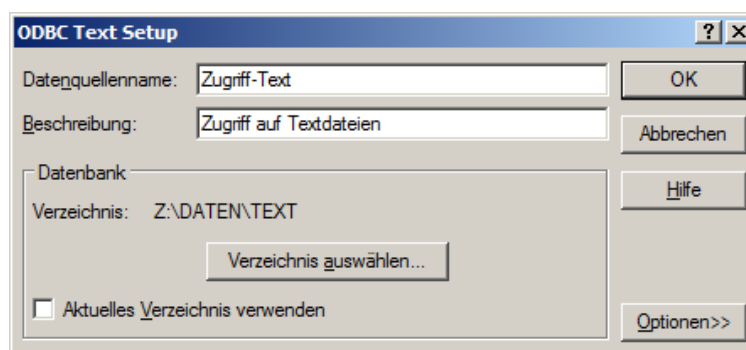 ODBC Text Setup
Datenquellenname: Zugriff-Text
OK
Beschreibung: Zugriff auf Textdateien
Abbrechen
Datenbank
Hilfe
Verzeichnis: Z:\DATEN\TEXT
Verzeichnis auswählen...
Aktuelles Verzeichnis verwenden
Optionen>>